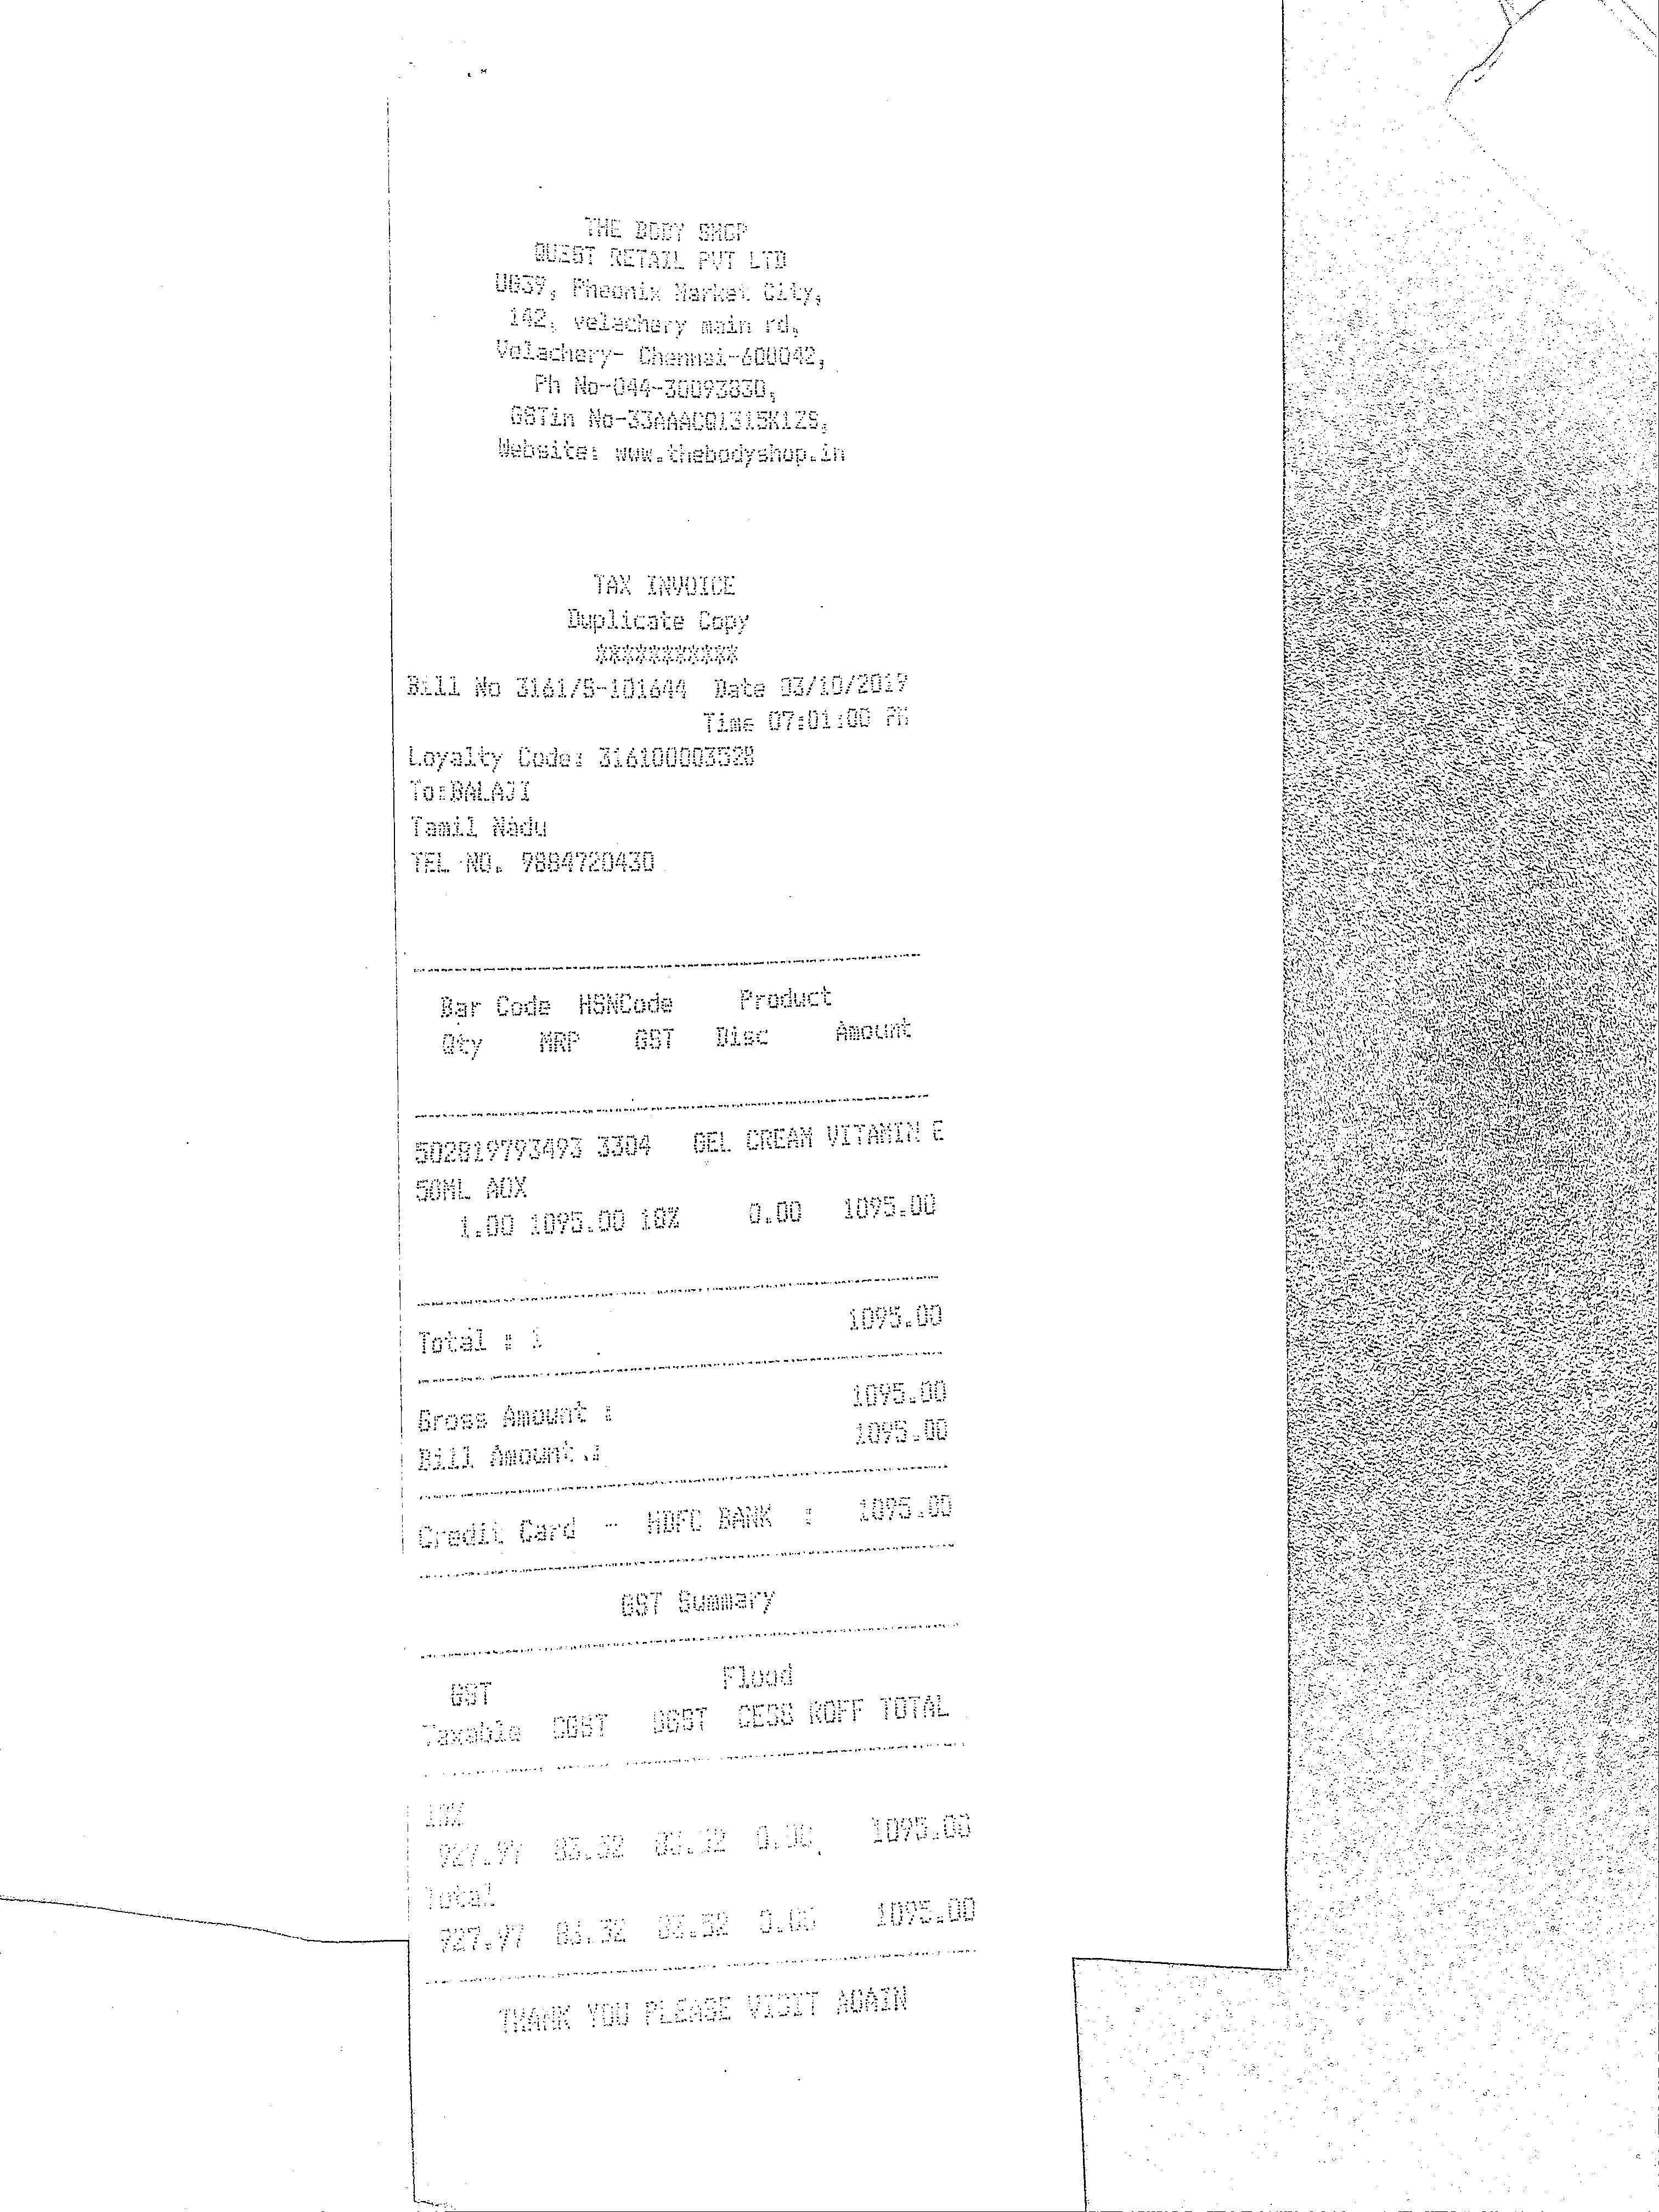 THE BODY SHOP
QUEST RETAIL PVT LTD
UG39, Pheonix Market City,
142, velachery main rd,
Velachery- Chennai-600042,
Ph No-044-30093830,
GSTin No-33AAACQ1315K1ZS,
Website: www.thebodyshop.in
TAX INVOICE
Duplicate Copy
***********
Bill No 3161/S-101644 Date 03/10/2019
Time 07:01:00 PM
Loyalty Code: 316100003528
To:BALAJI
Tamil Nadu
TEL NO. 9884720430
Bar Code HSNCode Product
Qty MRP GST Disc Amount
502819793493 3304 GEL CREAM VITAMIN E
50ML AOX
1.00 1095.00 18% 0.00 1095.00
Total : 1 1095.00
Gross Amount : 1095.00
Bill Amount : 1095.00
Credit Card - HDFC BANK : 1095.00
GST Summary
GST Flood
Taxable CGST SGST CESS ROFF TOTAL
18%
927.97 83.52 83.52 0.00 1095.00
Total
927.97 83.52 83.52 0.00 1095.00
THANK YOU PLEASE VISIT AGAIN